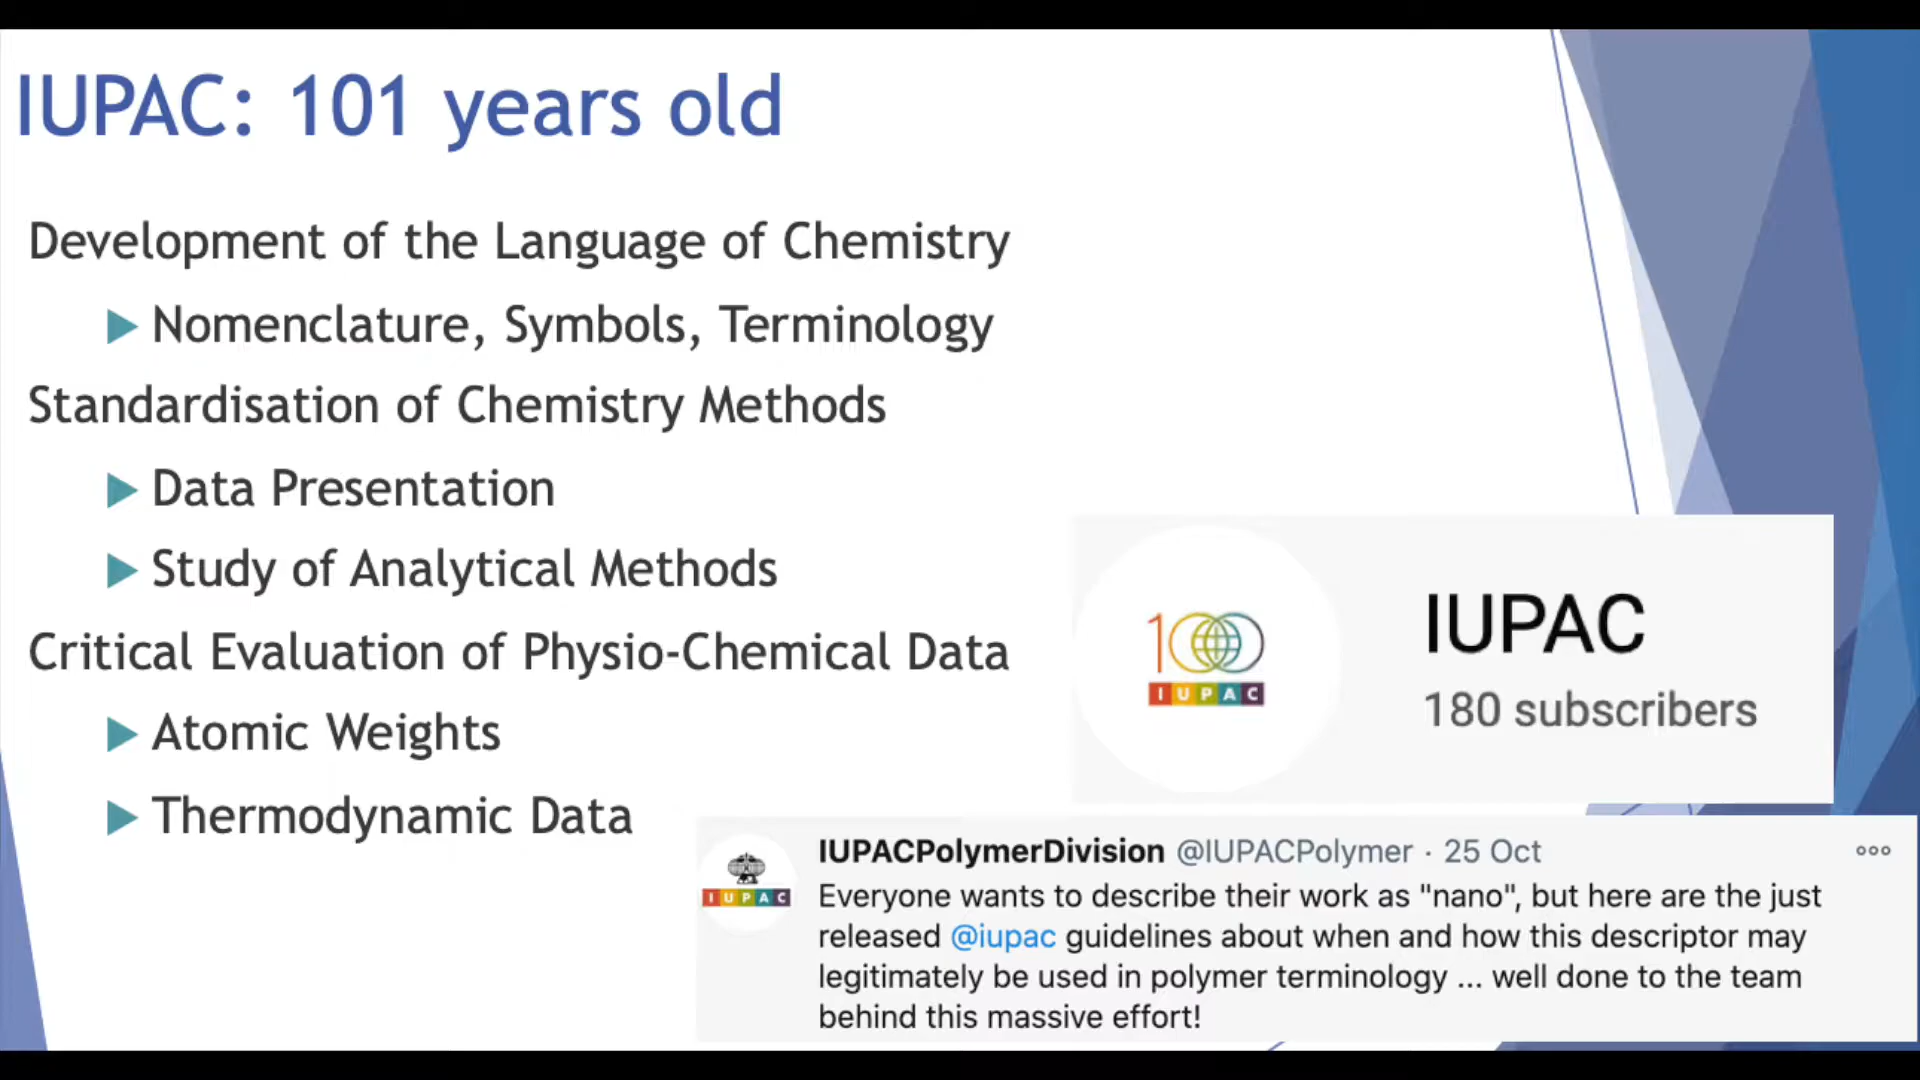 IUPAC: 101 years old
Development of the Language of Chemistry
Nomenclature, Symbols, Terminology
Standardisation of Chemistry Methods
Data Presentation
Study of Analytical Methods
Critical Evaluation of Physio-Chemical Data
Atomic Weights
Thermodynamic Data
100
IUPAC
IUPAC
180 subscribers
IUPAC
IUPACPolymerDivision @IUPACPolymer · 25 Oct
Everyone wants to describe their work as "nano", but here are the just
released @iupac guidelines about when and how this descriptor may
legitimately be used in polymer terminology ... well done to the team
behind this massive effort!